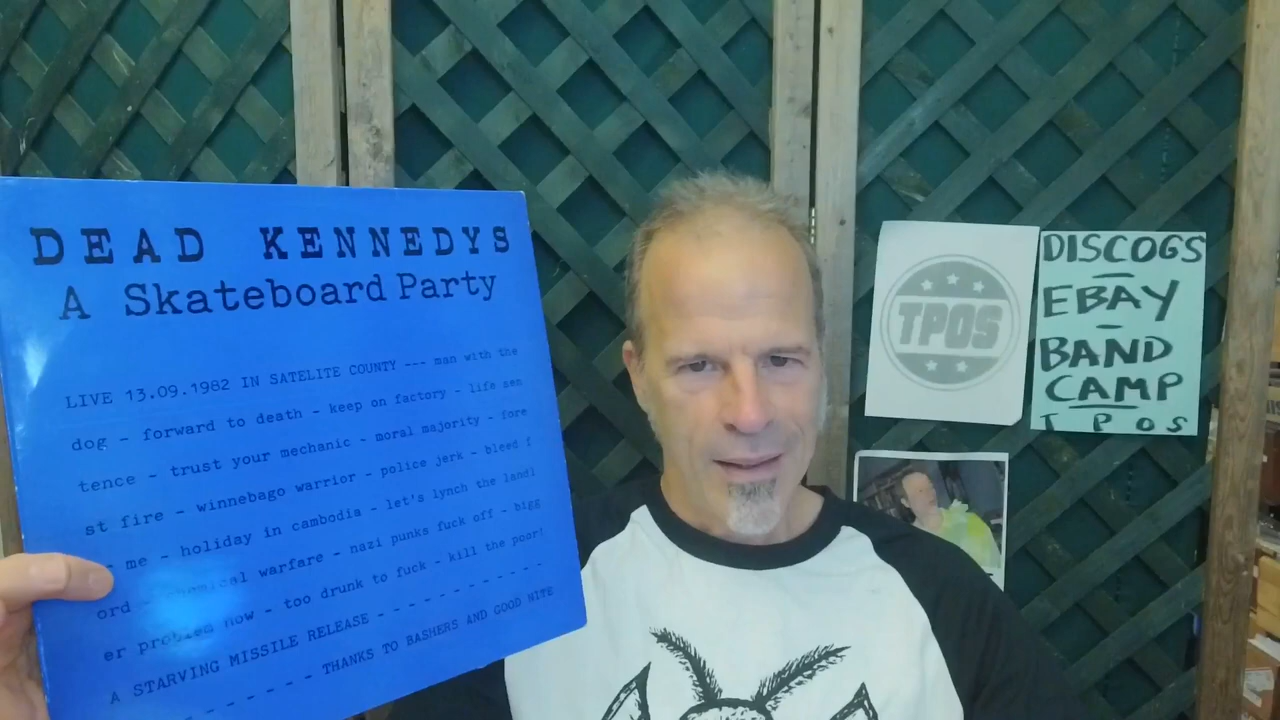 DEAD KENNEDYS
A Skateboard Party
LIVE 13.09.1982 IN SATELITE COUNTY --- man with the
dog - forward to death - keep on factory - life sen
tence - trust your mechanic - moral majority - fore
st fire - winnebago warrior - police jerk - bleed f
me - holiday in cambodia - let's lynch the landl
ord - chemical warfare - nazi punks fuck off - bigg
er problem now - too drunk to fuck - kill the poor!
A STARVING MISSILE RELEASE - - - - - - - - - - -
- - - - - THANKS TO BASHERS AND GOOD NITE
TPOS
DISCOGS
-
EBAY
-
BAND
CAMP
TPOS